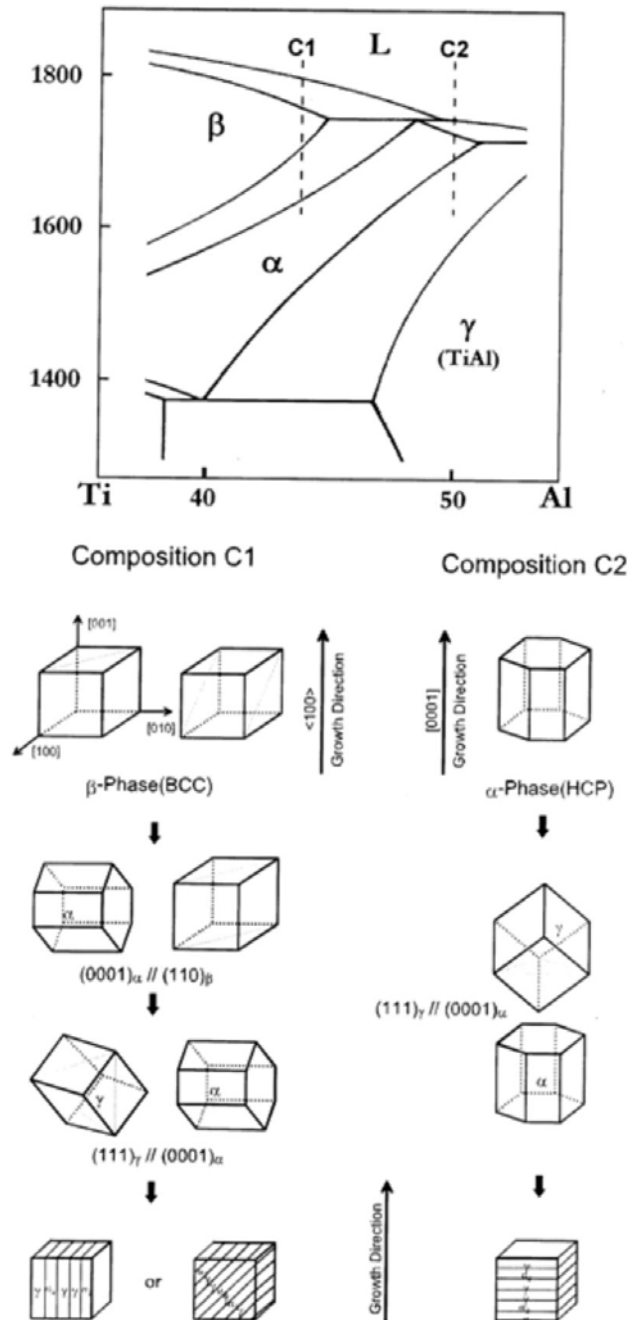 1800
1600
1400
C1
L
C2
β
α
γ
(TiAl)
Ti
40
50
Al
Composition C1
Composition C2
[001]
[010]
[100]
<100>
Growth Direction
[0001]
Growth Direction
β-Phase(BCC)
α-Phase(HCP)
α
(0001)α // (110)β
γ
(111)γ // (0001)α
α
γ
α
(111)γ // (0001)α
γ
γ γ
or
Growth Direction
γ
γ